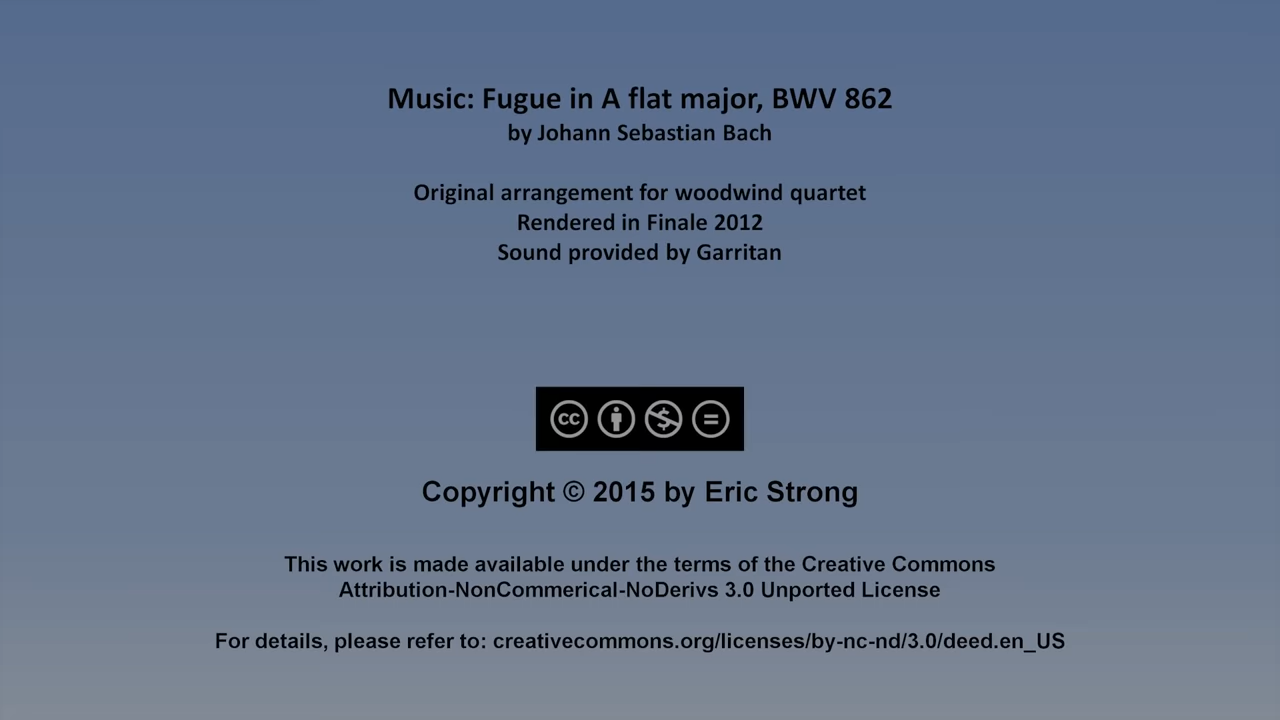 Music: Fugue in A flat major, BWV 862
by Johann Sebastian Bach
Original arrangement for woodwind quartet
Rendered in Finale 2012
Sound provided by Garritan
cc $ =
Copyright © 2015 by Eric Strong
This work is made available under the terms of the Creative Commons
Attribution-NonCommerical-NoDerivs 3.0 Unported License
For details, please refer to: creativecommons.org/licenses/by-nc-nd/3.0/deed.en_US